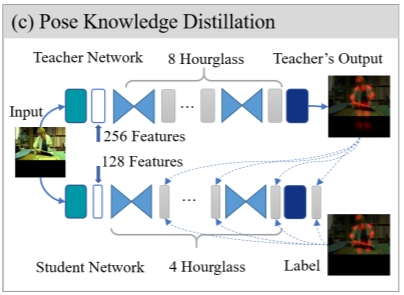 (c) Pose Knowledge Distillation
Teacher Network
8 Hourglass
Teacher's Output
Input
...
256 Features
128 Features
...
Student Network
4 Hourglass
Label